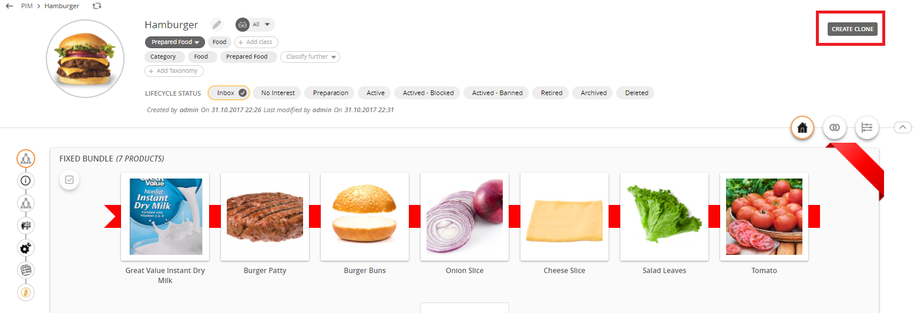 PIM > Hamburger
Hamburger
All
CREATE CLONE
Prepared Food
Food
+ Add class
Category
Food
Prepared Food
Classify further
+ Add Taxonomy
LIFECYCLE STATUS
Inbox
No Interest
Preparation
Active
Actived - Blocked
Actived - Banned
Retired
Archived
Deleted
Created by admin On 31.10.2017 22:26 Last modified by admin On 31.10.2017 22:31
FIXED BUNDLE (7 PRODUCTS)
Great Value
Nonfat
Instant
Dry Milk
Great Value Instant Dry
Milk
Burger Patty
Burger Buns
Onion Slice
Cheese Slice
Salad Leaves
Tomato